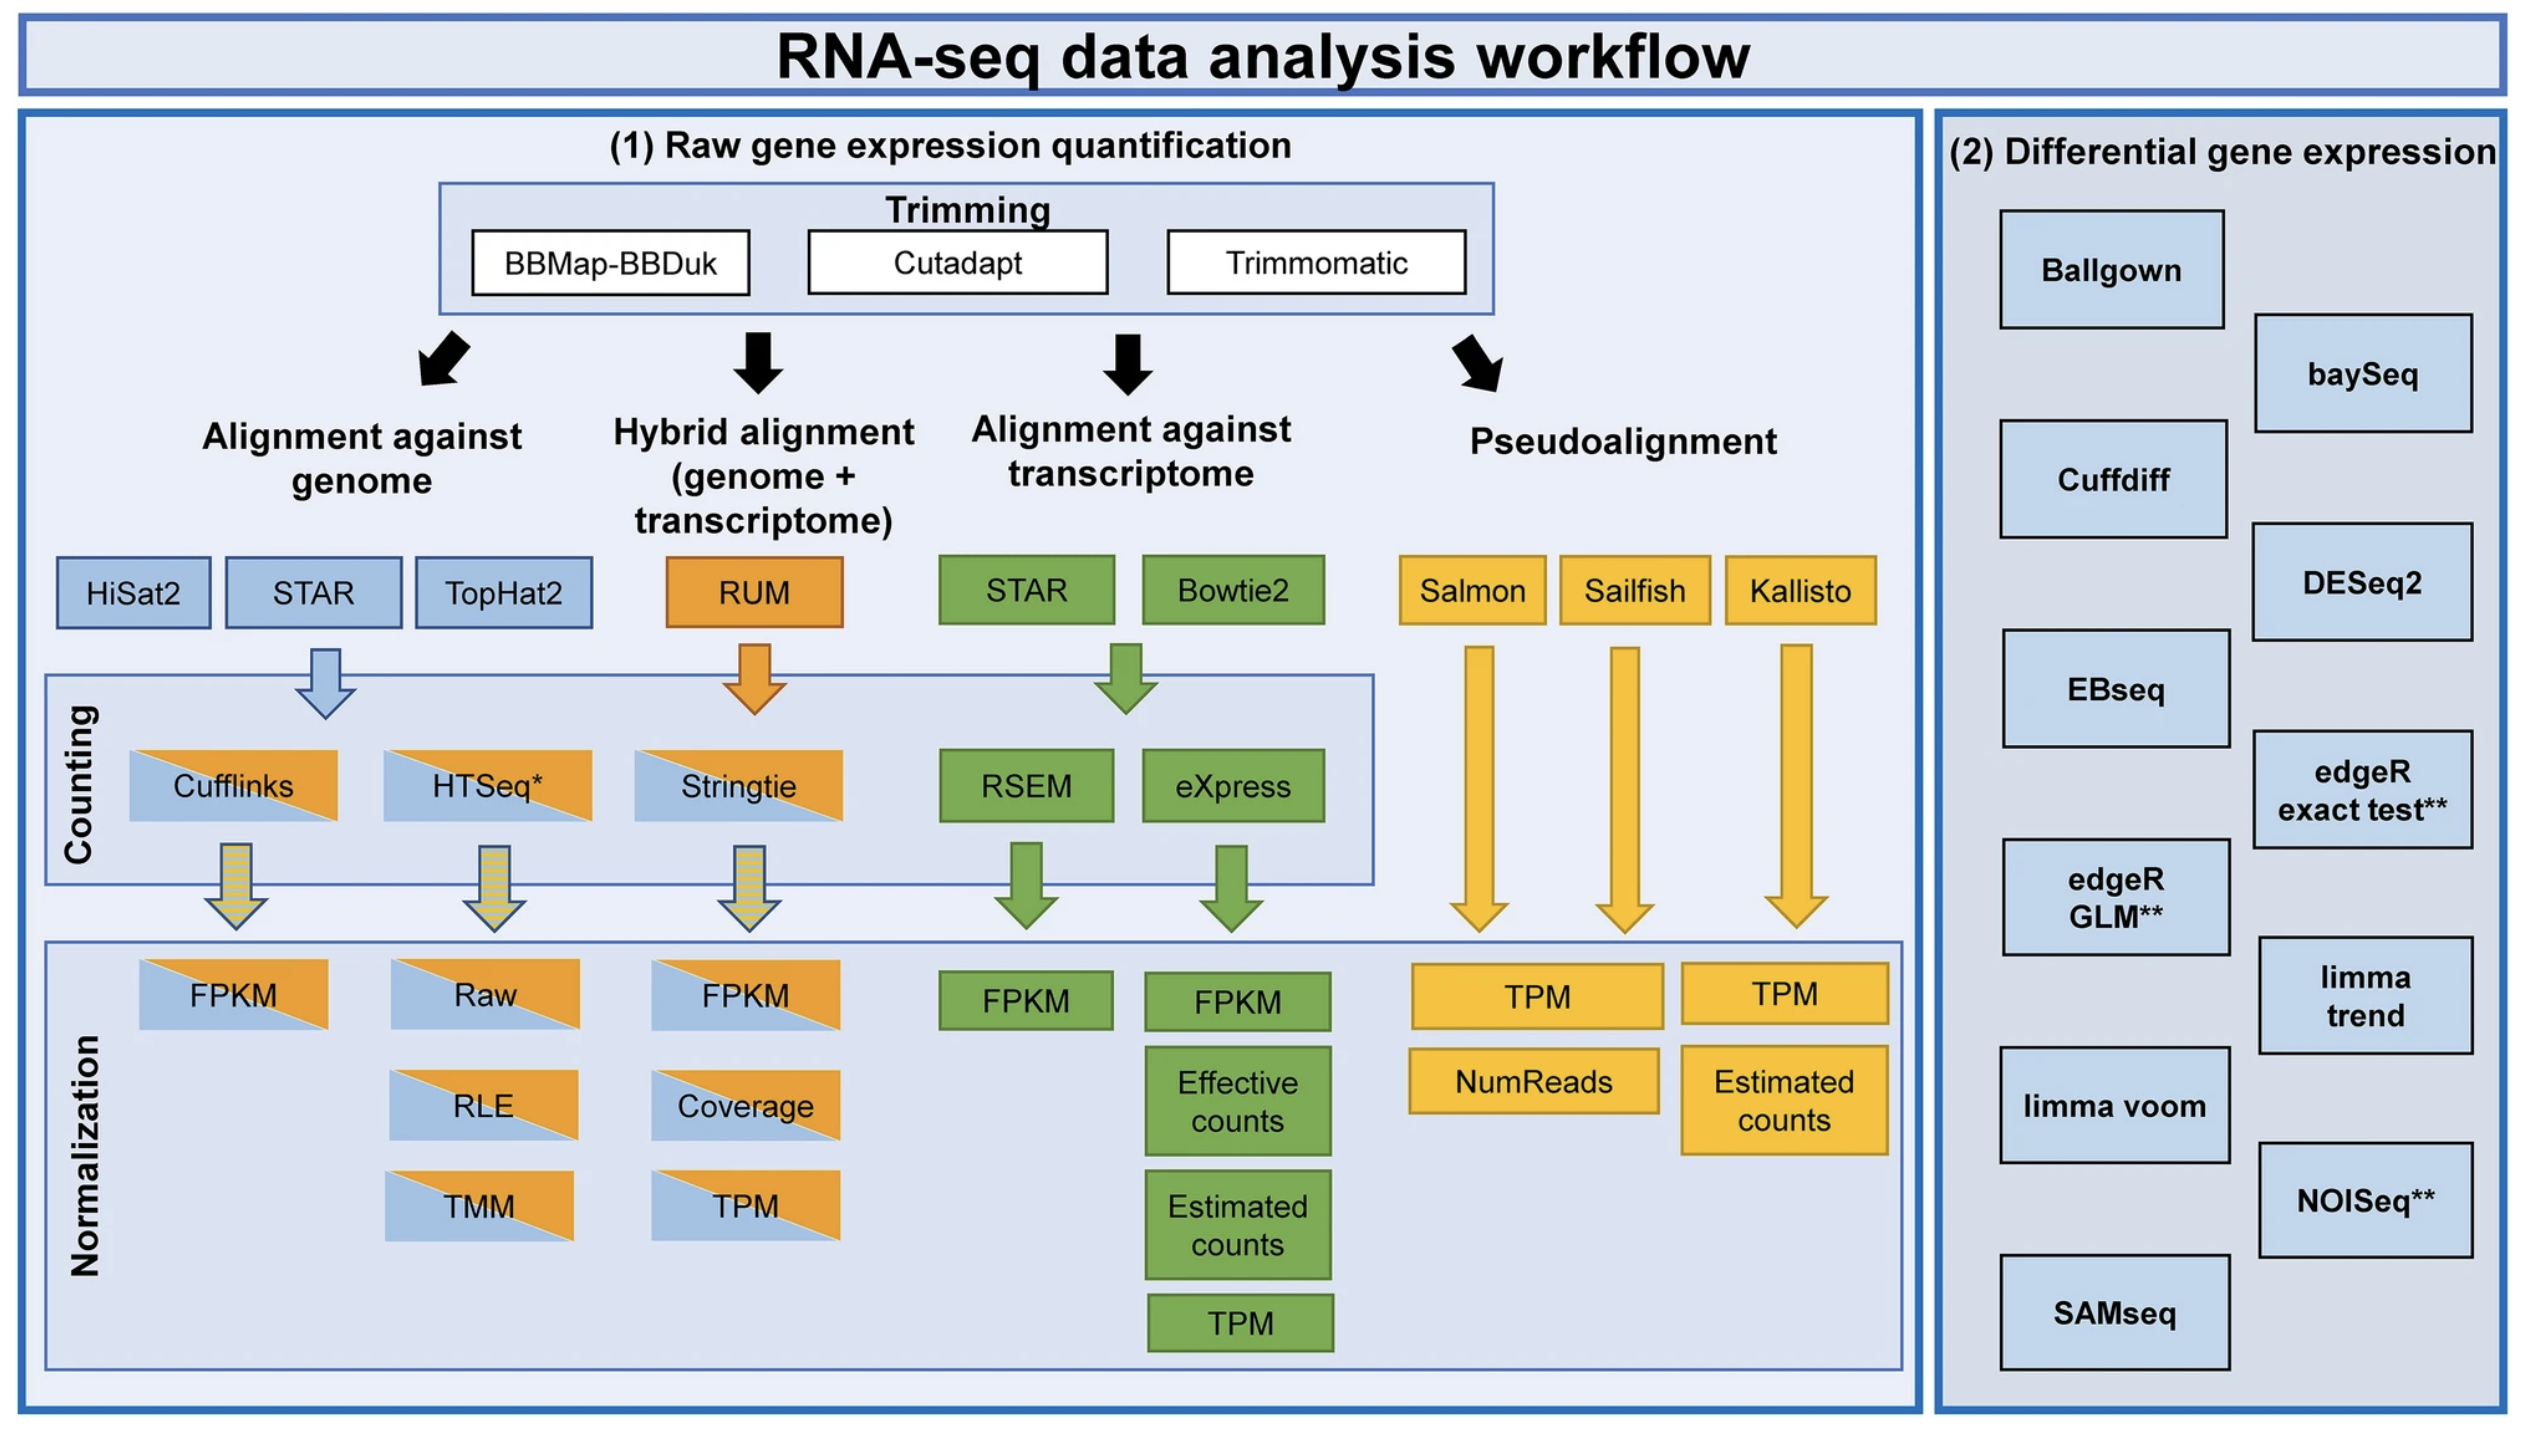 RNA-seq data analysis workflow
(1) Raw gene expression quantification
Trimming
BBMap-BBDuk
Cutadapt
Trimmomatic
Alignment against
genome
Hybrid alignment
(genome +
transcriptome)
Alignment against
transcriptome
Pseudoalignment
HiSat2
STAR
TopHat2
RUM
STAR
Bowtie2
Salmon
Sailfish
Kallisto
Counting
Cufflinks
HTSeq*
Stringtie
RSEM
eXpress
Normalization
FPKM
Raw
RLE
TMM
FPKM
Coverage
TPM
FPKM
FPKM
Effective
counts
Estimated
counts
TPM
TPM
NumReads
TPM
Estimated
counts
(2) Differential gene expression
Ballgown
baySeq
Cuffdiff
DESeq2
EBseq
edgeR
exact test**
edgeR
GLM**
limma
trend
limma voom
NOISeq**
SAMseq